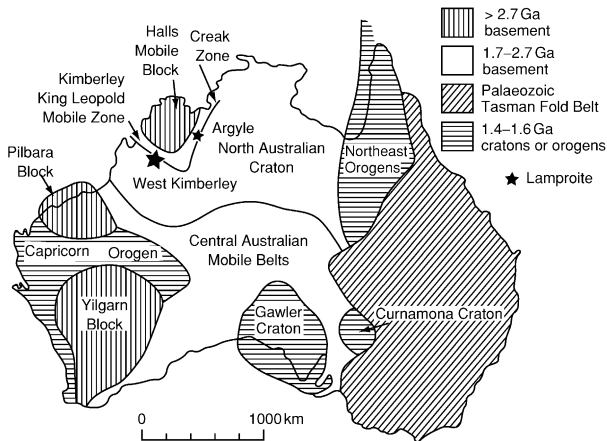 Halls
Mobile
Block
Creak
Zone
Kimberley
King Leopold
Mobile Zone
Pilbara
Block
Argyle
North Australian
Craton
West Kimberley
Northeast
Orogens
Capricorn Orogen
Central Australian
Mobile Belts
Yilgarn
Block
Gawler
Craton
Curnamona Craton
0 1000 km
> 2.7 Ga
basement
1.7–2.7 Ga
basement
Palaeozoic
Tasman Fold Belt
1.4–1.6 Ga
cratons or orogens
Lamproite